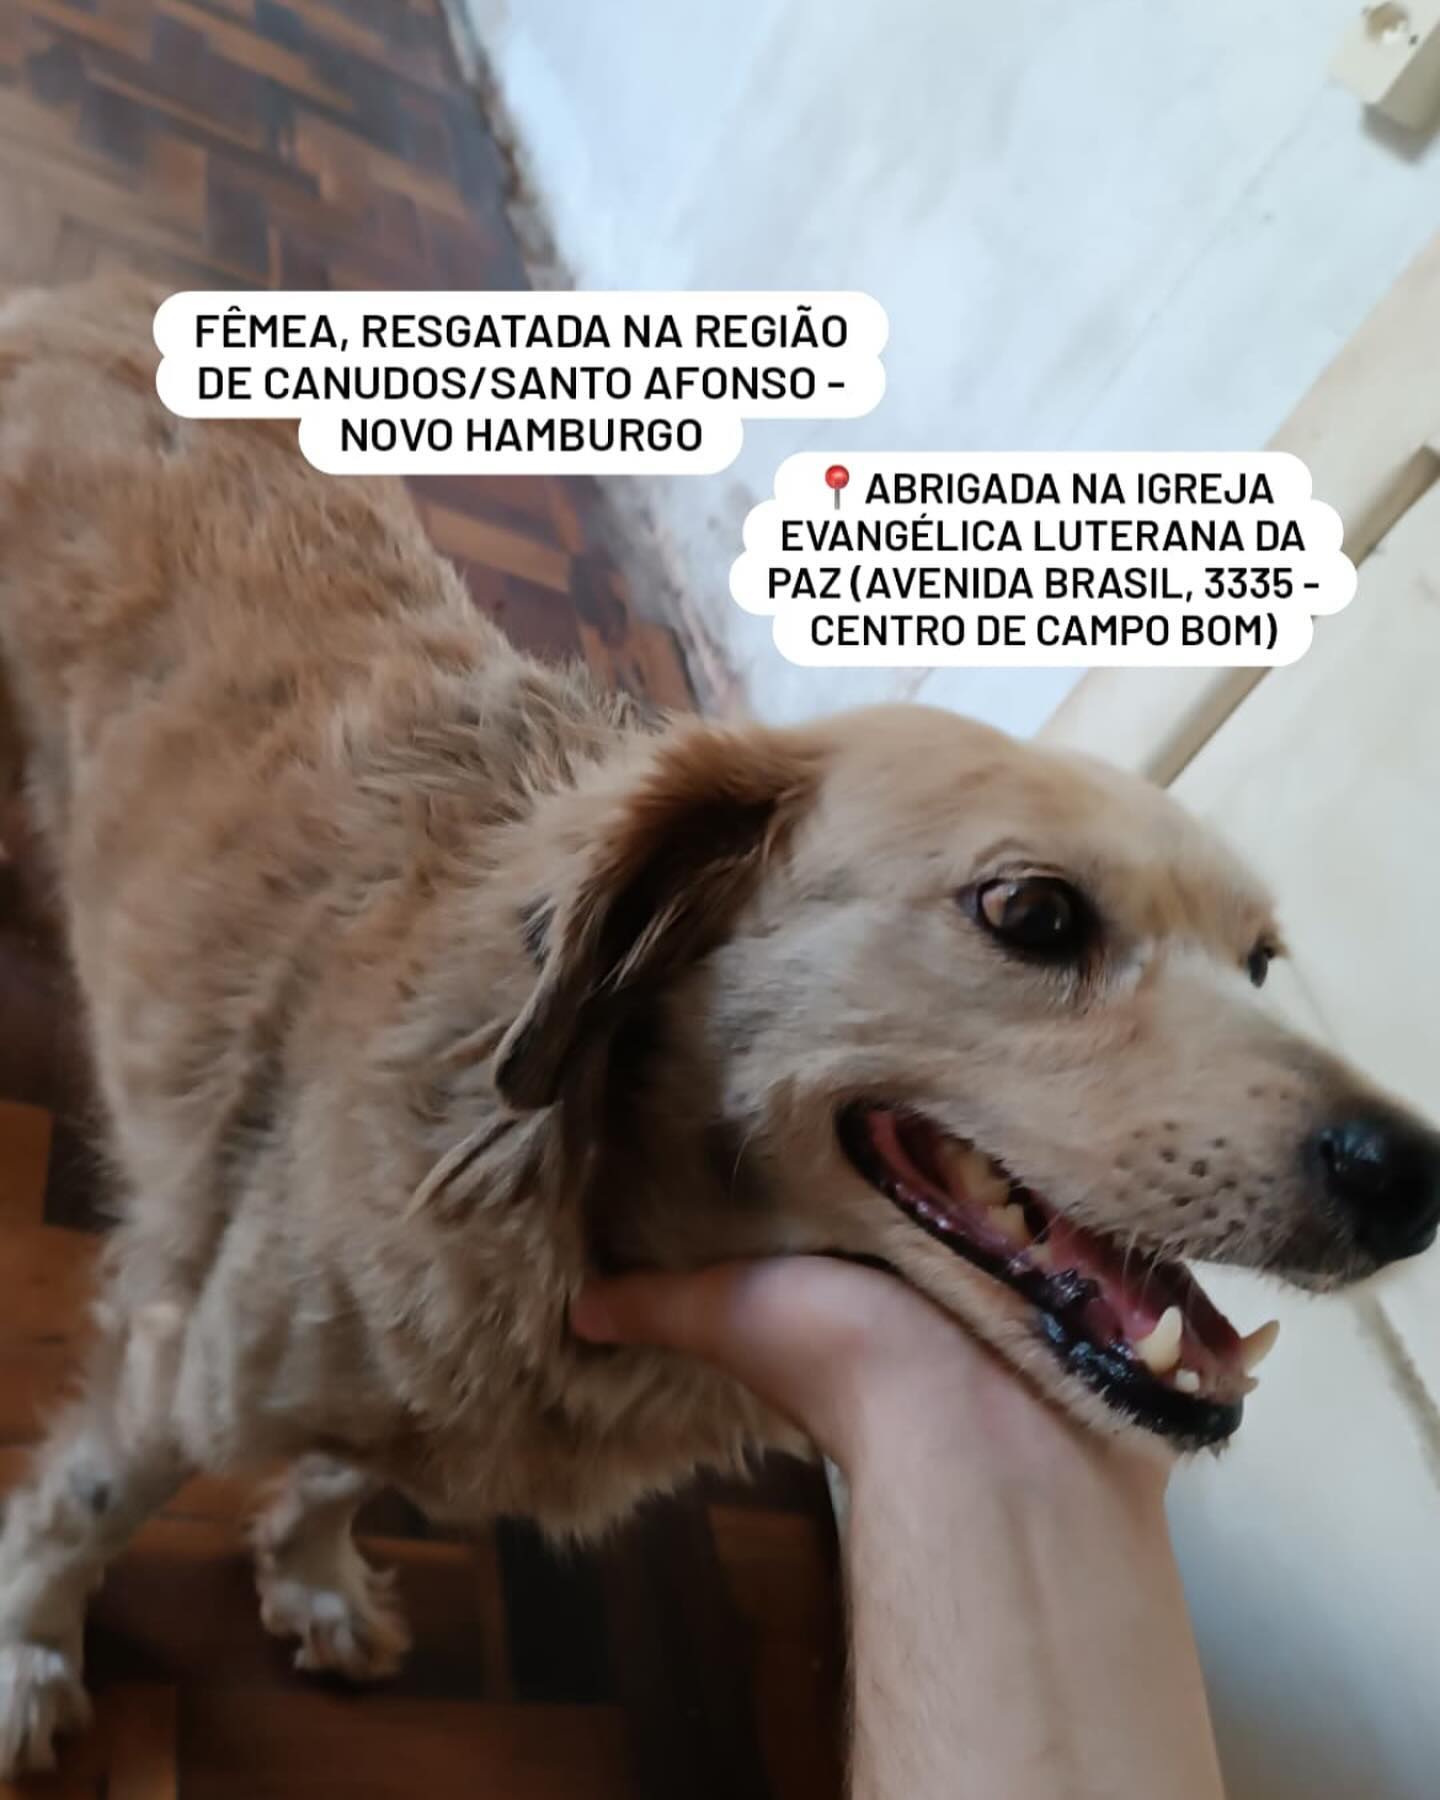 FÊMEA, RESGATADA NA REGIÃO
DE CANUDOS/SANTO AFONSO -
NOVO HAMBURGO
📍ABRIGADA NA IGREJA
EVANGÉLICA LUTERANA DA
PAZ (AVENIDA BRASIL, 3335 -
CENTRO DE CAMPO BOM)